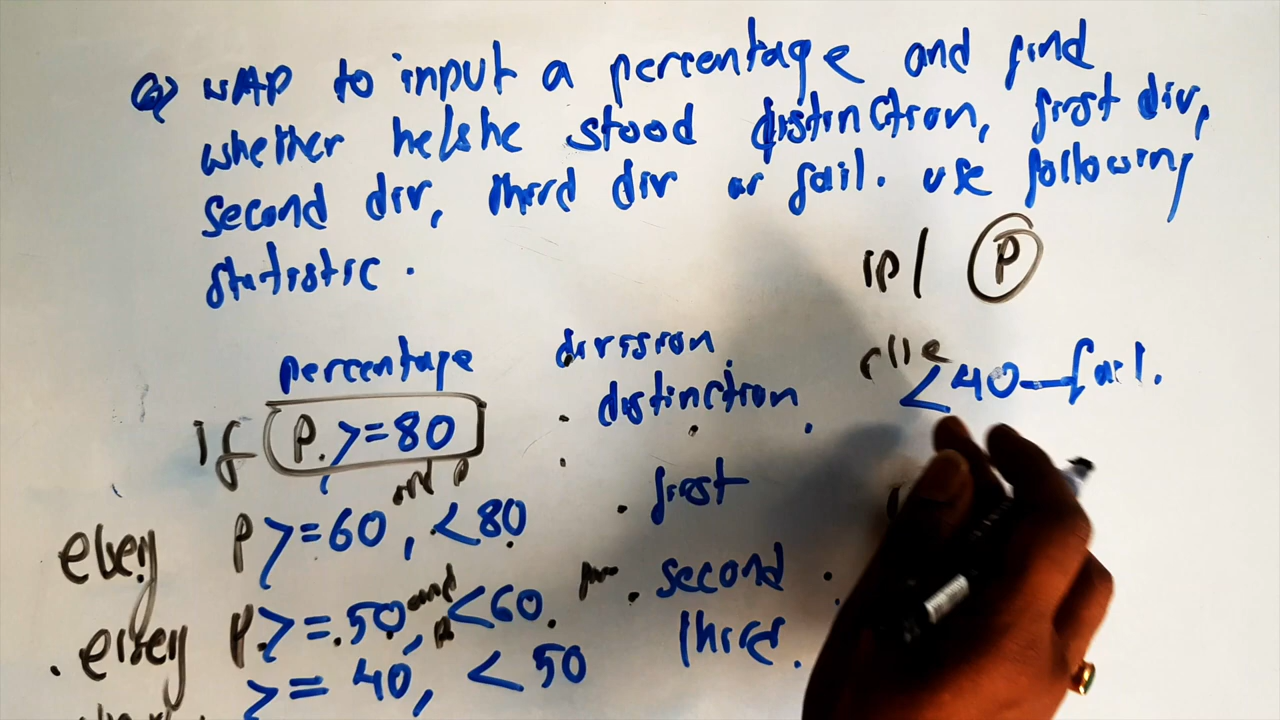 Q) WAP to input a percentage and find
whether he/she stood distinction, first div,
second div, third div or fail. use following
statistic.
ip/ P
percentage division
else <40 — fail.
if P. >=80 distinction
elseif P >=60 and P, <80 first
elseif P. >=50 and P, <60 second
>= 40, <50 third.